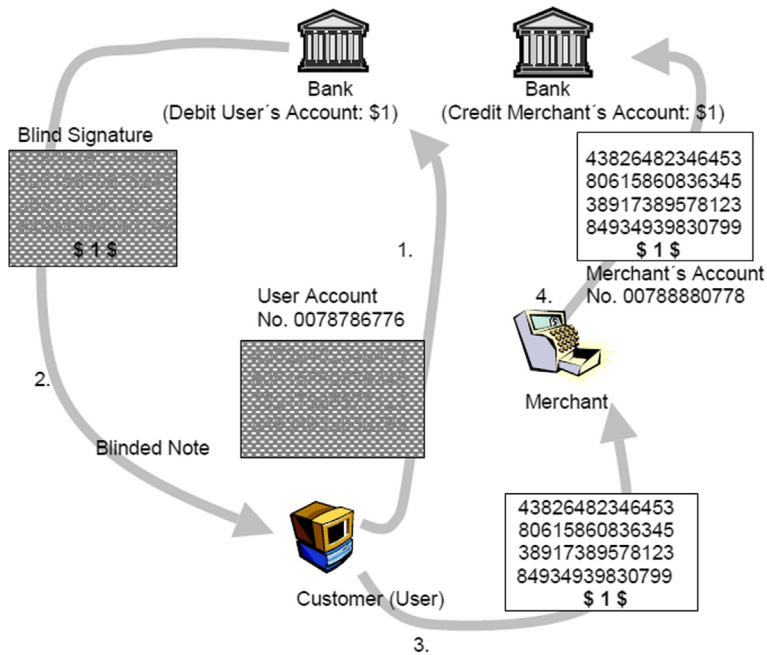 Bank
(Debit User´s Account: $1)
Bank
(Credit Merchant´s Account: $1)
Blind Signature
$ 1 $
43826482346453
80615860836345
38917389578123
84934939830799
$ 1 $
Merchant´s Account
No. 00788880778
1.
User Account
No. 0078786776
4.
Merchant
2.
Blinded Note
43826482346453
80615860836345
38917389578123
84934939830799
$ 1 $
Customer (User)
3.